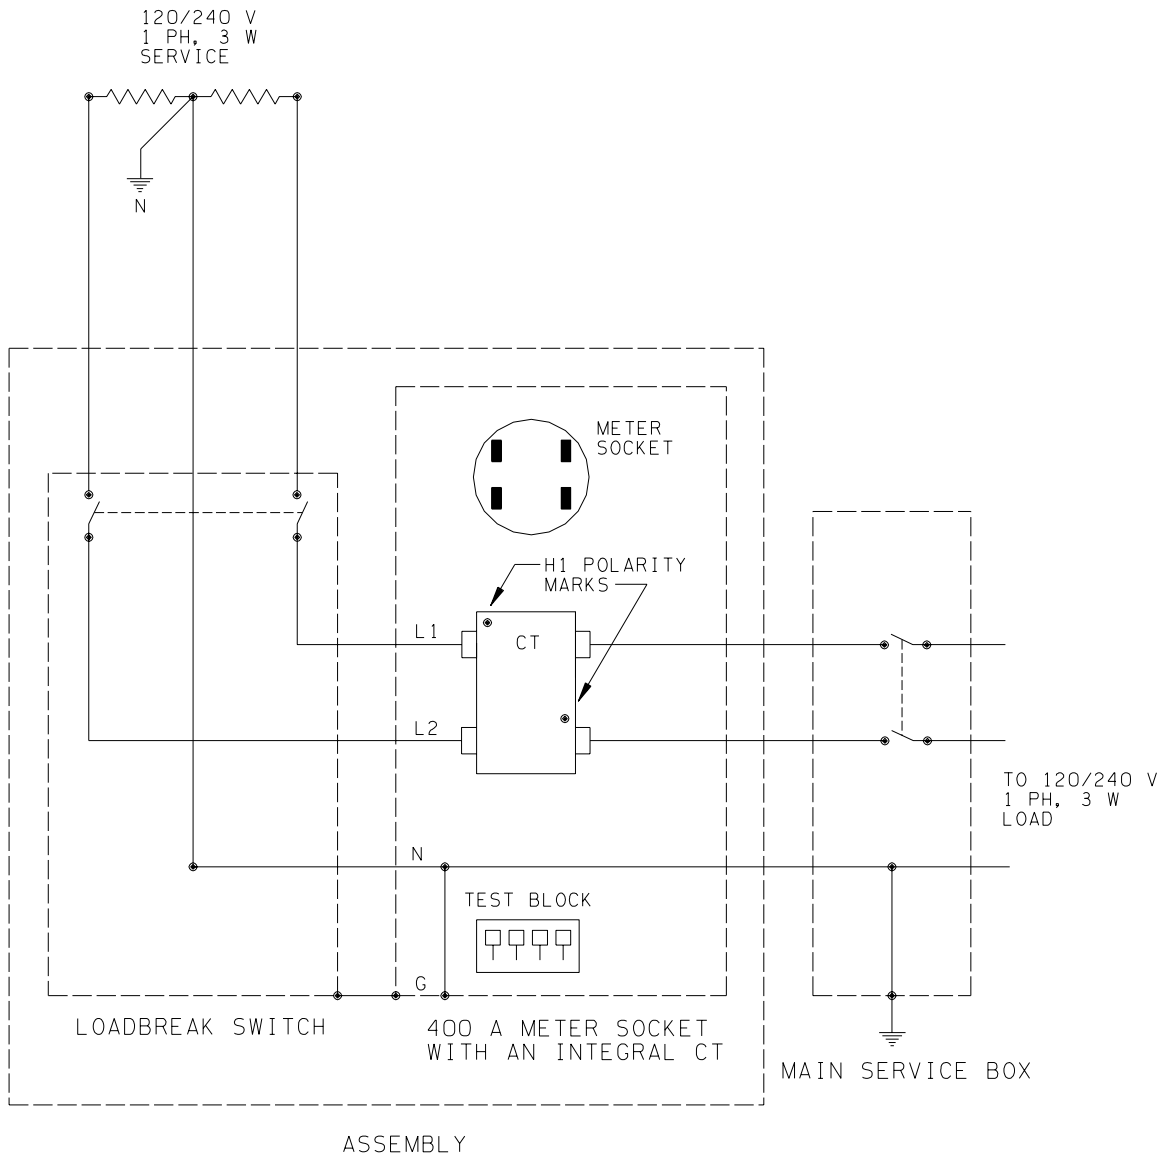 120/240 V
1 PH, 3 W
SERVICE
N
METER
SOCKET
H1 POLARITY
MARKS
L1
CT
L2
TO 120/240 V
1 PH, 3 W
LOAD
N
TEST BLOCK
G
LOADBREAK SWITCH
400 A METER SOCKET
WITH AN INTEGRAL CT
MAIN SERVICE BOX
ASSEMBLY